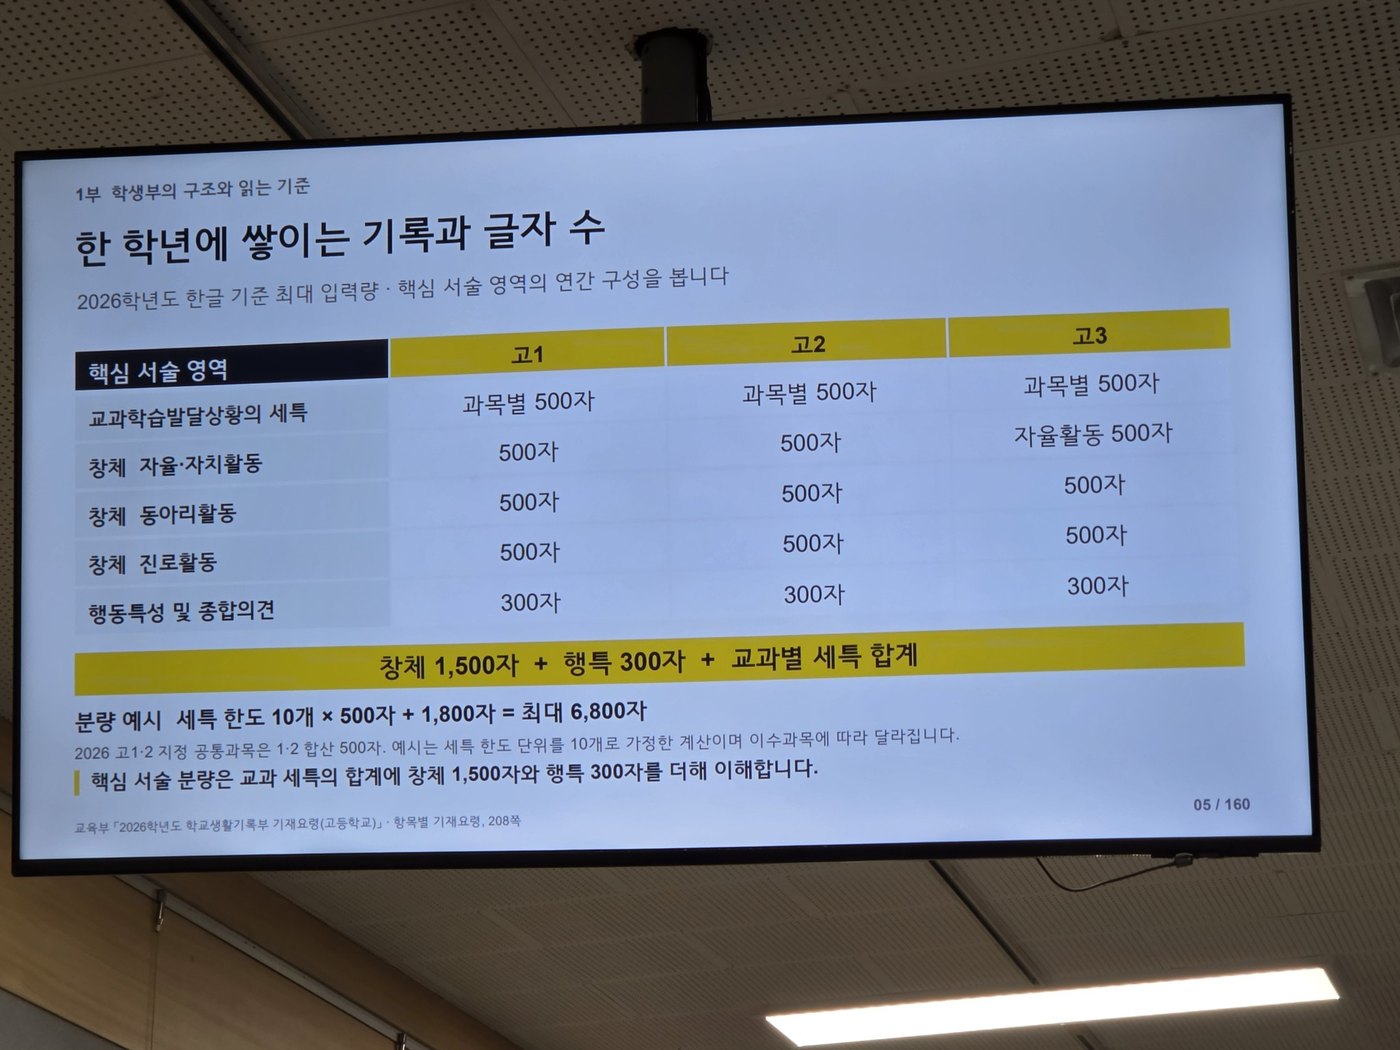 1부 학생부의 구조와 읽는 기준
한 학년에 쌓이는 기록과 글자 수
2026학년도 한글 기준 최대 입력량 · 핵심 서술 영역의 연간 구성을 봅니다
핵심 서술 영역 고1 고2 고3
교과학습발달상황의 세특 과목별 500자 과목별 500자 과목별 500자
창체 자율·자치활동 500자 500자 자율활동 500자
창체 동아리활동 500자 500자 500자
창체 진로활동 500자 500자 500자
행동특성 및 종합의견 300자 300자 300자
창체 1,500자 + 행특 300자 + 교과별 세특 합계
분량 예시 세특 한도 10개 × 500자 + 1,800자 = 최대 6,800자
2026 고1·2 지정 공통과목은 1·2 합산 500자. 예시는 세특 한도 단위를 10개로 가정한 계산이며 이수과목에 따라 달라집니다.
핵심 서술 분량은 교과 세특의 합계에 창체 1,500자와 행특 300자를 더해 이해합니다.
교육부 「2026학년도 학교생활기록부 기재요령(고등학교)」 · 항목별 기재요령, 208쪽
05 / 160